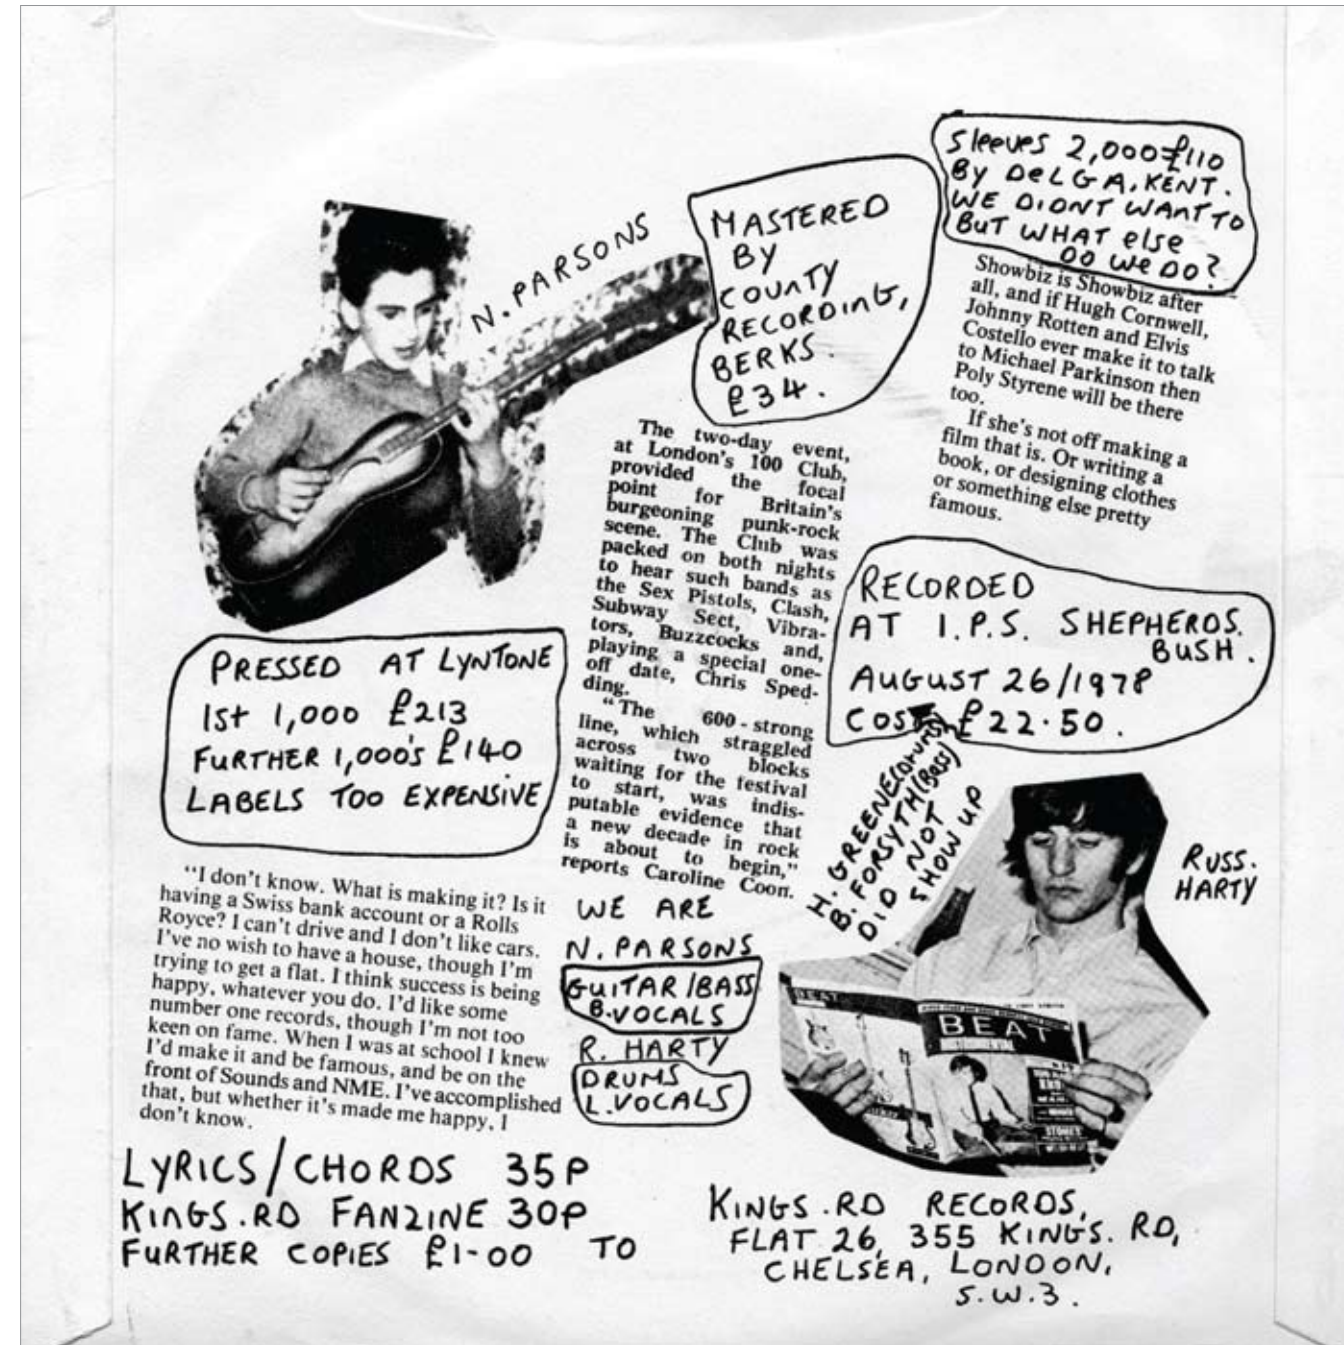 Sleeves 2,000 £110
By DELGA, KENT.
WE DIDNT WANT TO
BUT WHAT else
DO WE DO?
N. PARSONS
MASTERED
BY
COUNTY
RECORDING,
BERKS.
£34.
Showbiz is Showbiz after
all, and if Hugh Cornwell,
Johnny Rotten and Elvis
Costello ever make it to talk
to Michael Parkinson then
Poly Styrene will be there
too.
If she's not off making a
film that is. Or writing a
book, or designing clothes
or something else pretty
famous.
The two-day event,
at London's 100 Club,
provided the focal
point for Britain's
burgeoning punk-rock
scene. The Club was
packed on both nights
to hear such bands as
the Sex Pistols, Clash,
Subway Sect, Vibra-
tors, Buzzcocks and,
playing a special one-
off date, Chris Sped-
ding.
"The 600-strong
line, which straggled
across two blocks
waiting for the festival
to start, was indis-
putable evidence that
a new decade in rock
is about to begin,"
reports Caroline Coon.
RECORDED
AT I.P.S. SHEPHERDS.
BUSH.
AUGUST 26/1978
COST £22.50.
H. GREENE (DRUMS)
B. FORSYTH (BASS)
DID NOT
SHOW UP
PRESSED AT LYNTONE
1st 1,000 £213
FURTHER 1,000's £140
LABELS TOO EXPENSIVE
"I don't know. What is making it? Is it
having a Swiss bank account or a Rolls
Royce? I can't drive and I don't like cars.
I've no wish to have a house, though I'm
trying to get a flat. I think success is being
happy, whatever you do. I'd like some
number one records, though I'm not too
keen on fame. When I was at school I knew
I'd make it and be famous, and be on the
front of Sounds and NME. I've accomplished
that, but whether it's made me happy, I
don't know.
WE ARE
N. PARSONS
GUITAR/BASS
B.VOCALS
R. HARTY
DRUMS
L.VOCALS
RUSS.
HARTY
BEAT
BEAT
STONES
LYRICS/CHORDS 35P
KINGS.RD FANZINE 30P
FURTHER COPIES £1-00 TO
KINGS.RD RECORDS,
FLAT 26, 355 KINGS. RD,
CHELSEA, LONDON,
S.W.3.